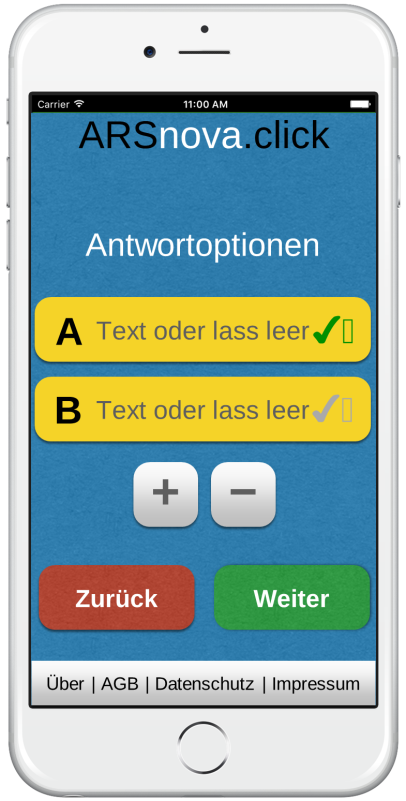 Carrier 11:00 AM
ARSnova.click
Antwortoptionen
A Text oder lass leer ✔
B Text oder lass leer ✔
+ −
Zurück Weiter
Über | AGB | Datenschutz | Impressum